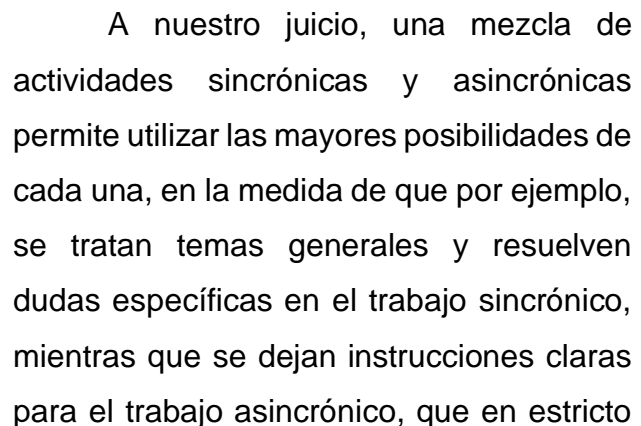 A nuestro juicio, una mezcla de
actividades sincrónicas y asincrónicas
permite utilizar las mayores posibilidades de
cada una, en la medida de que por ejemplo,
se tratan temas generales y resuelven
dudas específicas en el trabajo sincrónico,
mientras que se dejan instrucciones claras
para el trabajo asincrónico, que en estricto